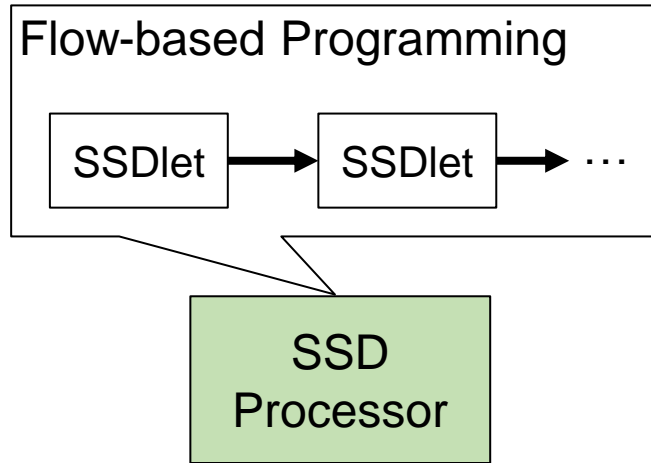 Flow-based Programming
SSDlet SSDlet ...
SSD
Processor